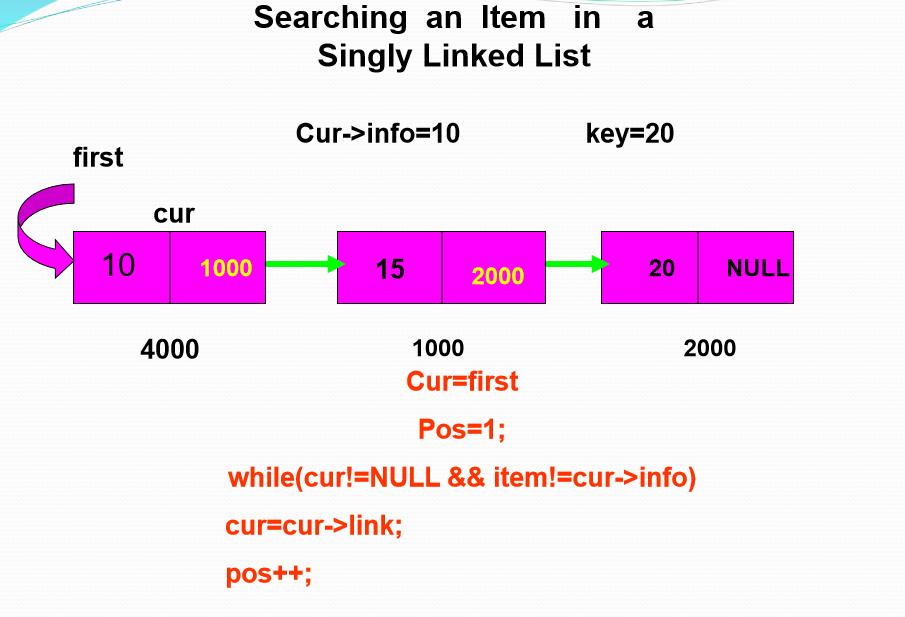 Searching an Item in a
Singly Linked List
Cur->info=10 key=20
first
cur
10 1000 15 2000 20 NULL
4000 1000 2000
Cur=first
Pos=1;
while(cur!=NULL && item!=cur->info)
cur=cur->link;
pos++;